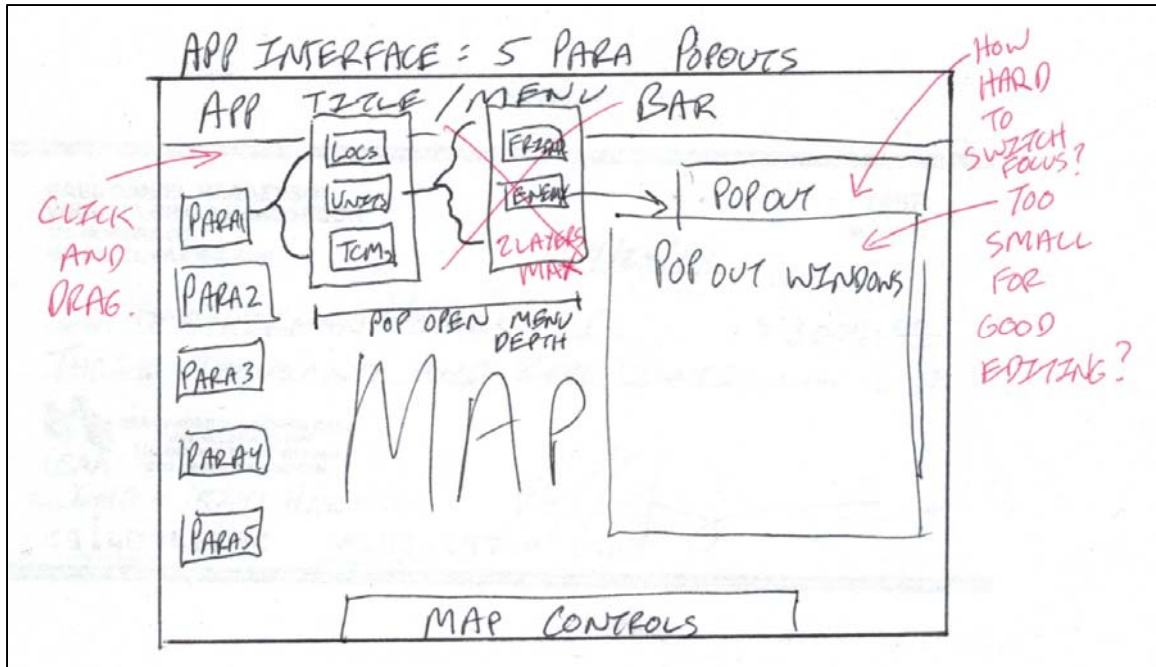 APP INTERFACE : 5 PARA POPOUTS
APP TITLE / MENU BAR
LOCS
UNITS
TCMs
ENEMY
2 LAYERS
MAX
POPOUT
POP OUT WINDOWS
PARA1
PARA2
PARA3
PARA4
PARA5
POP OPEN MENU
DEPTH
MAP
MAP CONTROLS
CLICK
AND
DRAG.
HOW
HARD
TO
SWITCH
FOCUS?
TOO
SMALL
FOR
GOOD
EDITING?